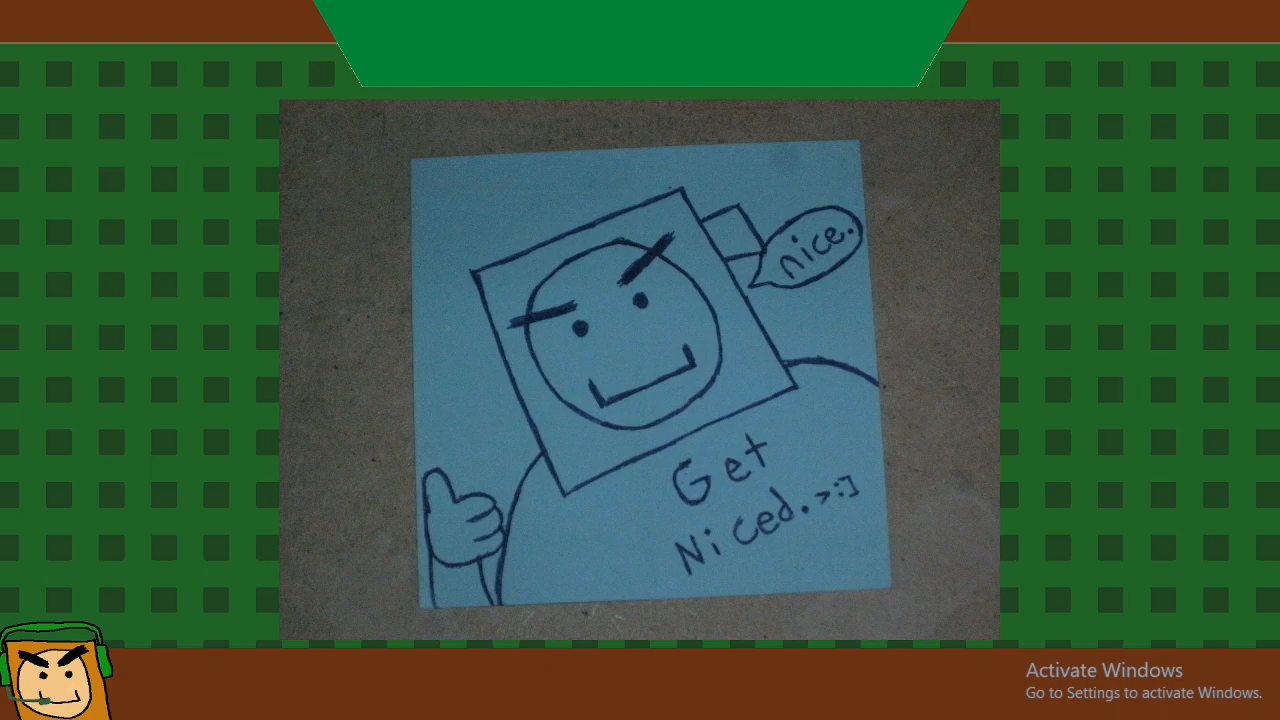 nice.
Get
Niced. >:]
Activate Windows
Go to Settings to activate Windows.